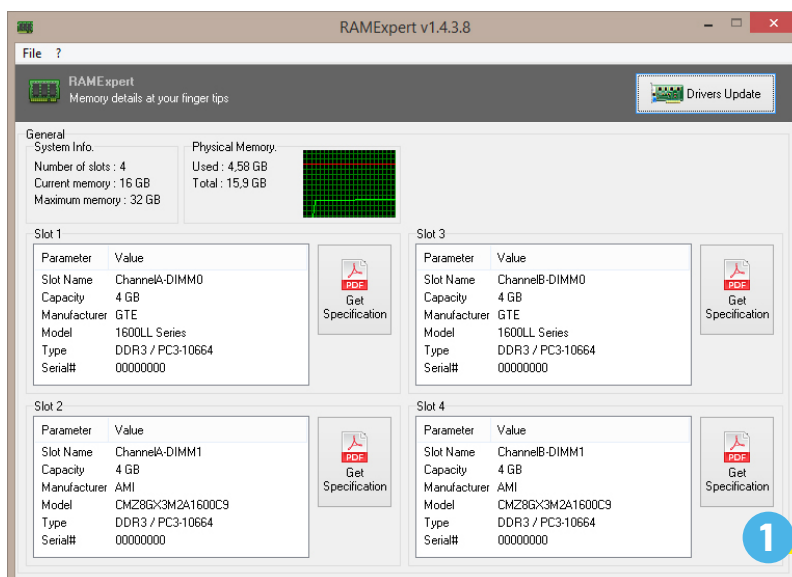 RAMExpert v1.4.3.8
File ?
RAMExpert
Memory details at your finger tips
Drivers Update
General
System Info.
Number of slots : 4
Current memory : 16 GB
Maximum memory : 32 GB
Physical Memory.
Used : 4,58 GB
Total : 15,9 GB
Slot 1
Parameter Value
Slot Name ChannelA-DIMM0
Capacity 4 GB
Manufacturer GTE
Model 1600LL Series
Type DDR3 / PC3-10664
Serial# 00000000
PDF
Get
Specification
Slot 3
Parameter Value
Slot Name ChannelB-DIMM0
Capacity 4 GB
Manufacturer GTE
Model 1600LL Series
Type DDR3 / PC3-10664
Serial# 00000000
PDF
Get
Specification
Slot 2
Parameter Value
Slot Name ChannelA-DIMM1
Capacity 4 GB
Manufacturer AMI
Model CMZ8GX3M2A1600C9
Type DDR3 / PC3-10664
Serial# 00000000
PDF
Get
Specification
Slot 4
Parameter Value
Slot Name ChannelB-DIMM1
Capacity 4 GB
Manufacturer AMI
Model CMZ8GX3M2A1600C9
Type DDR3 / PC3-10664
Serial# 00000000
PDF
Get
Specification
1